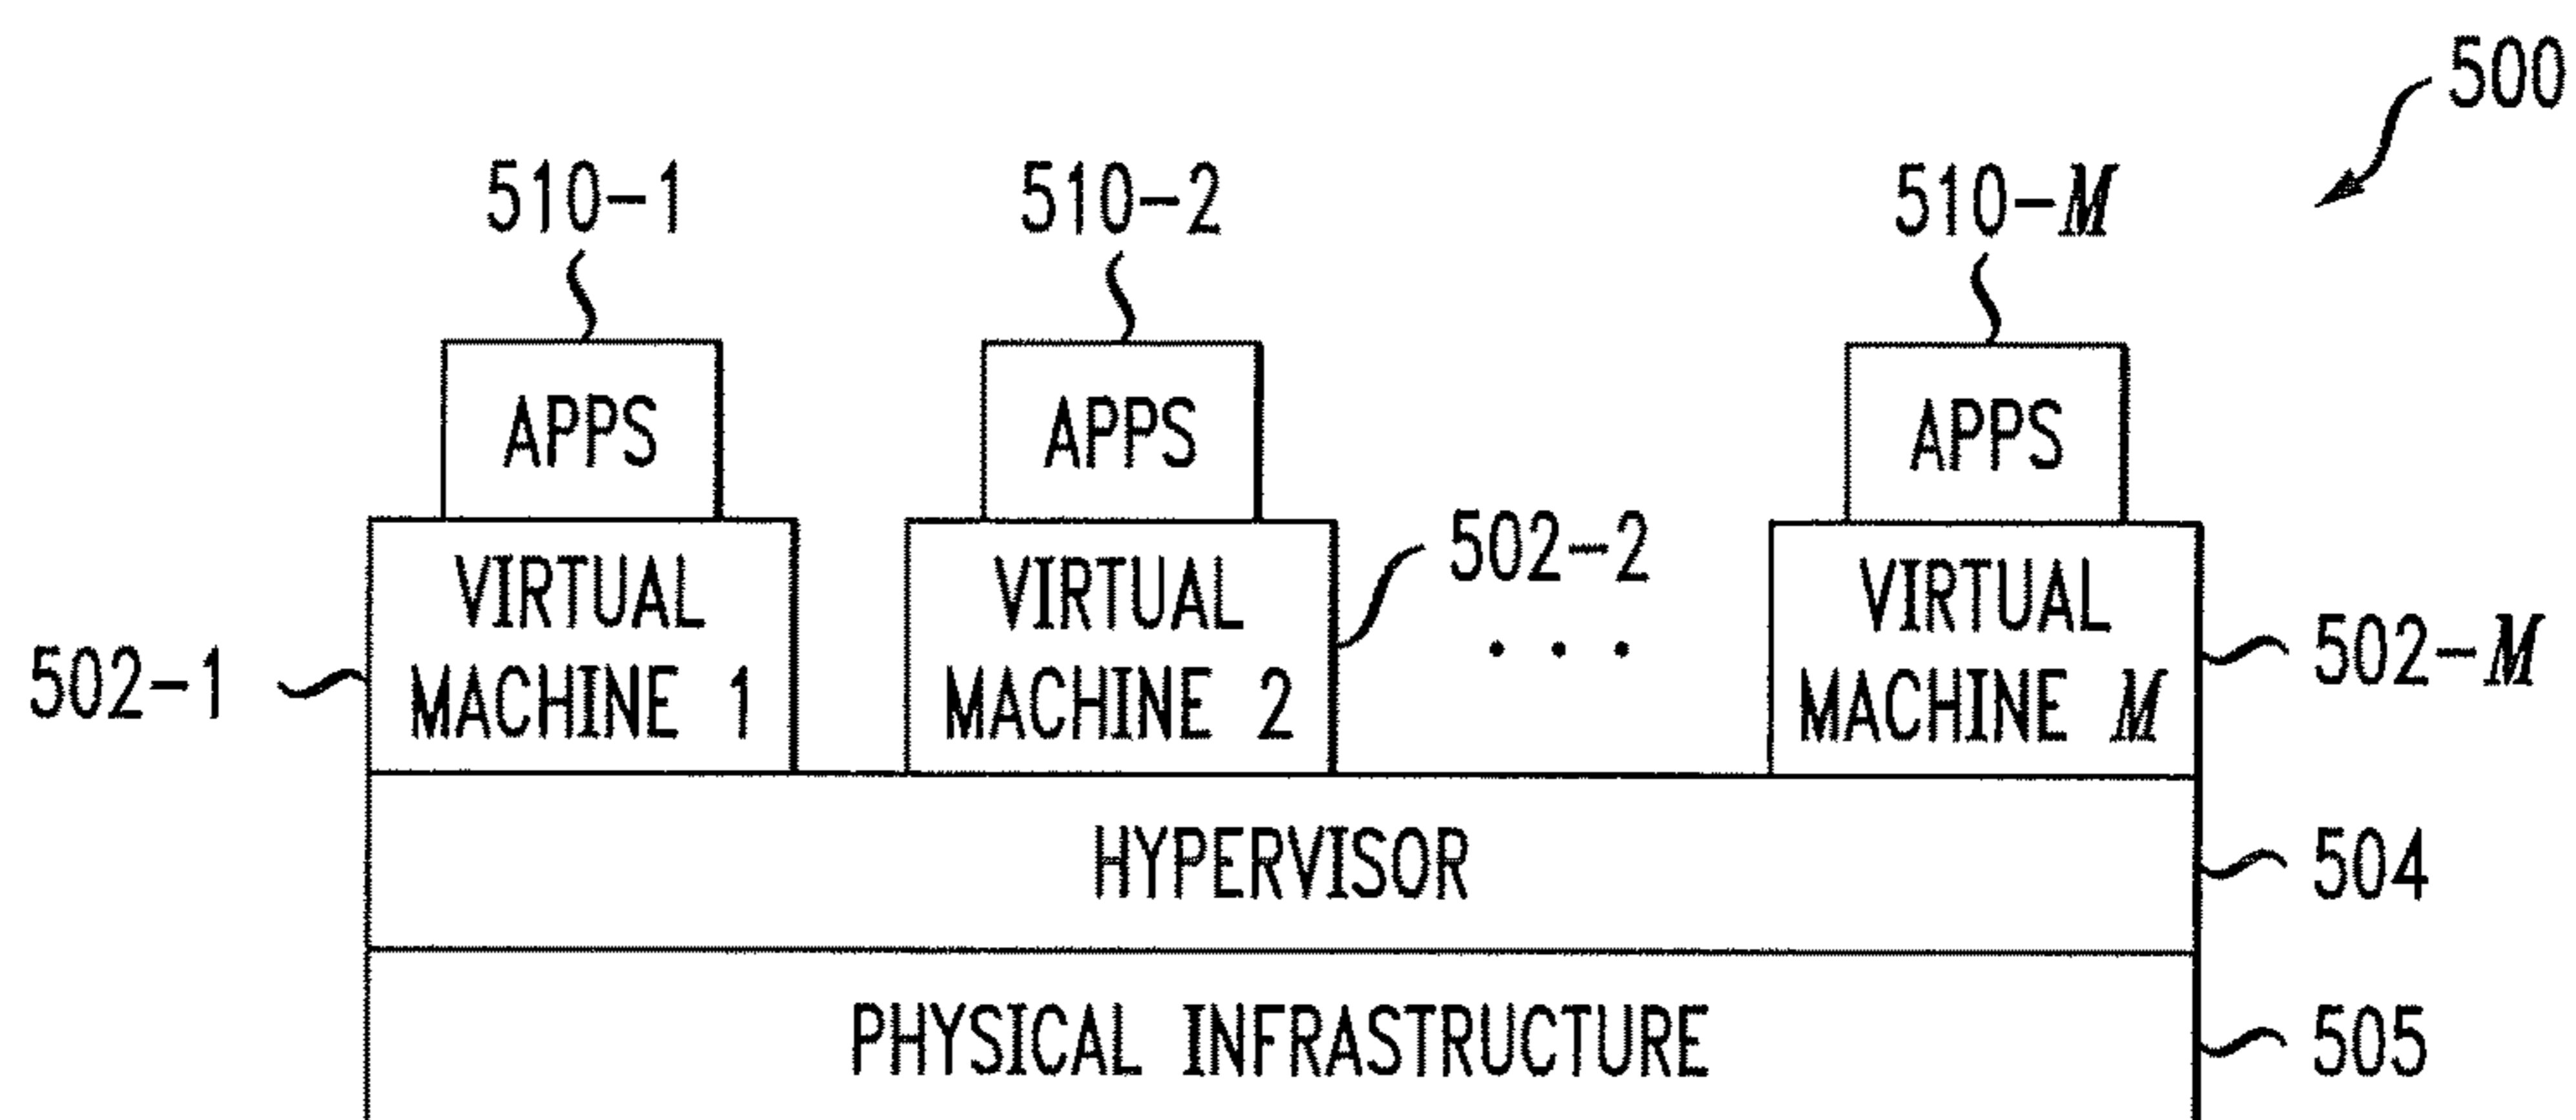 500
510-1 510-2 510-M
APPS APPS APPS
502-2
VIRTUAL MACHINE 1
VIRTUAL MACHINE 2
VIRTUAL MACHINE M
502-1
. . .
502-M
HYPERVISOR
504
PHYSICAL INFRASTRUCTURE
505